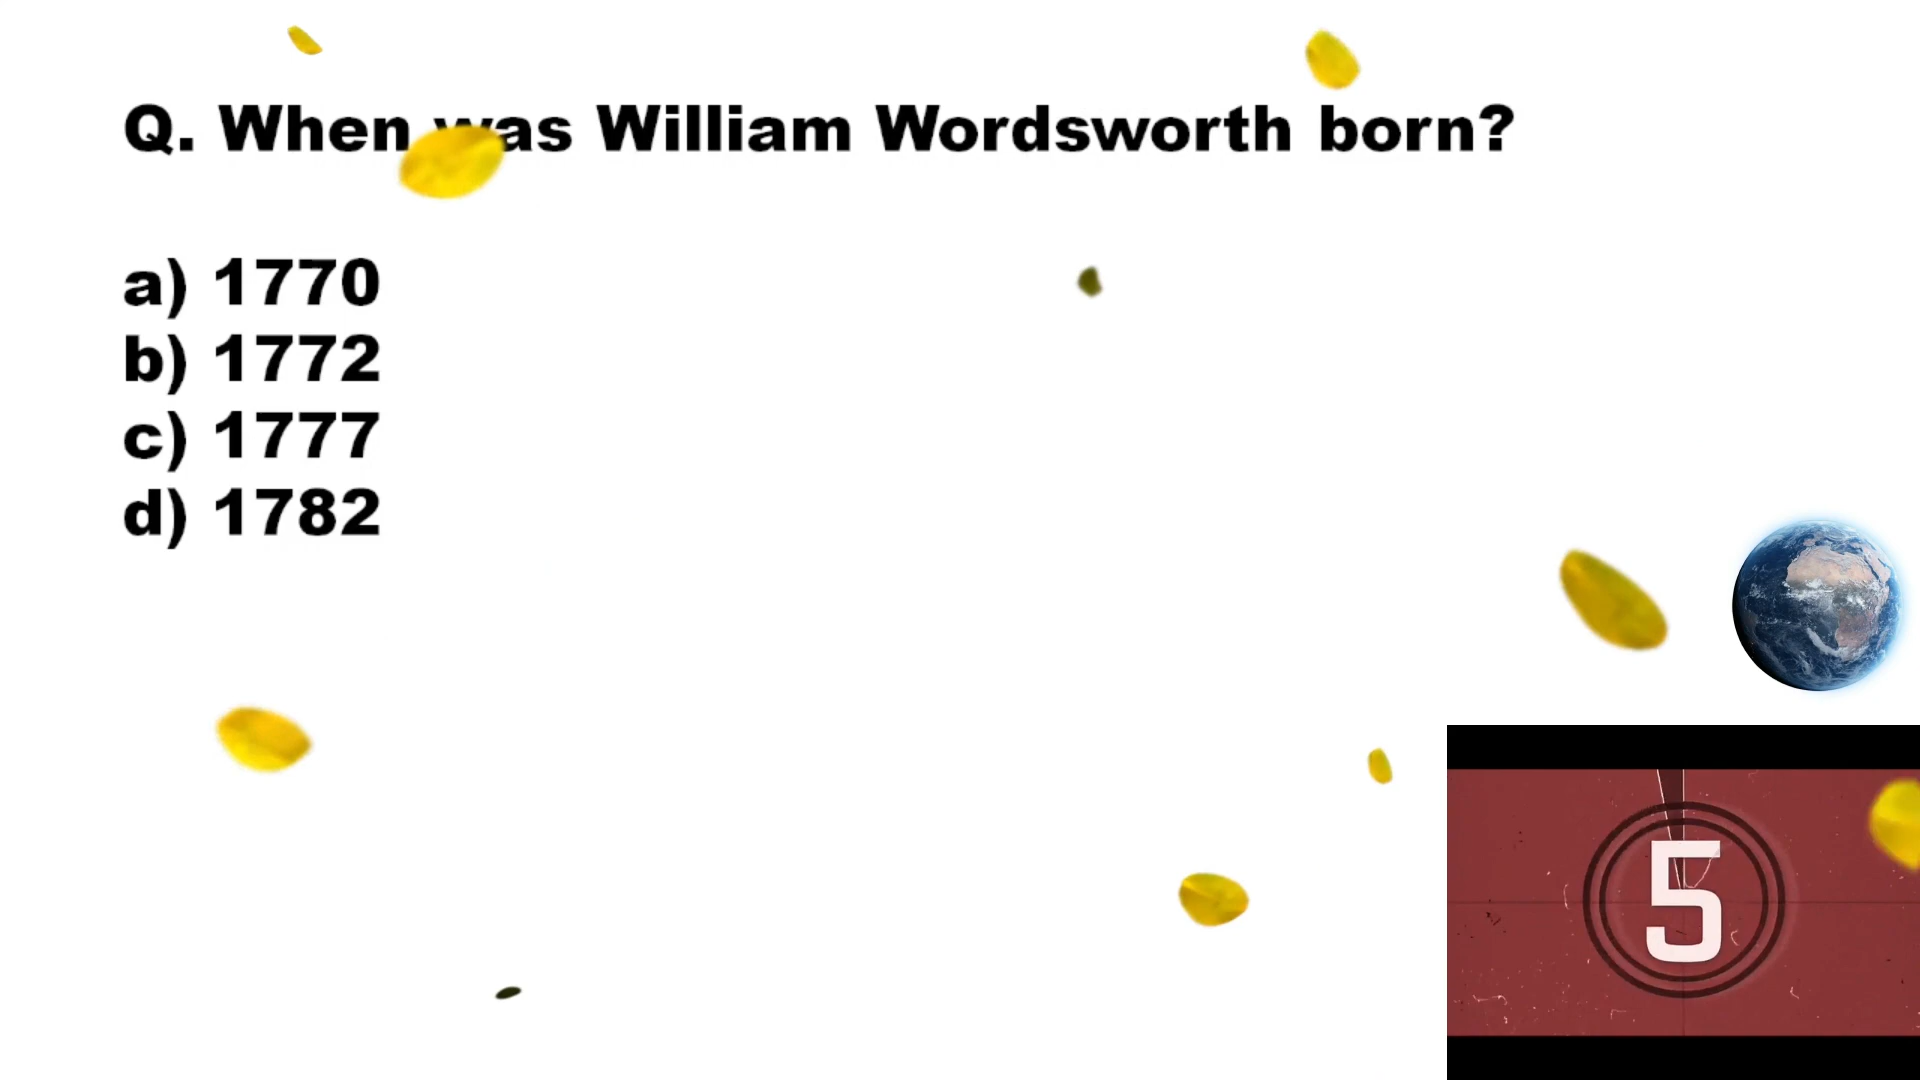 Q. When was William Wordsworth born?
a) 1770
b) 1772
c) 1777
d) 1782
5